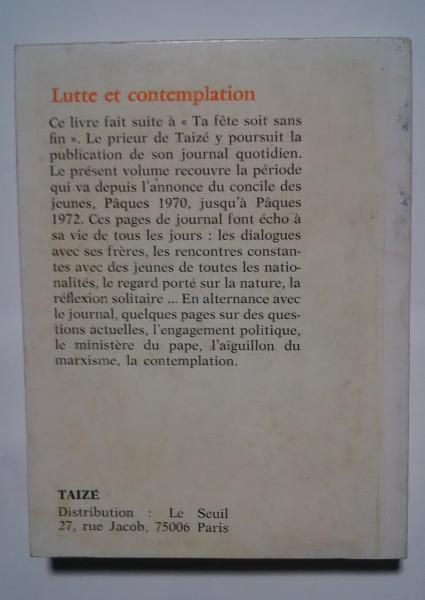 Lutte et contemplation
Ce livre fait suite à « Ta fête soit sans
fin ». Le prieur de Taizé y poursuit la
publication de son journal quotidien.
Le présent volume recouvre la période
qui va depuis l'annonce du concile des
jeunes, Pâques 1970, jusqu'à Pâques
1972. Ces pages de journal font écho à
sa vie de tous les jours : les dialogues
avec ses frères, les rencontres constan-
tes avec des jeunes de toutes les natio-
nalités, le regard porté sur la nature, la
réflexion solitaire ... En alternance avec
le journal, quelques pages sur des ques-
tions actuelles, l'engagement politique,
le ministère du pape, l'aiguillon du
marxisme, la contemplation.
TAIZÉ
Distribution : Le Seuil
27, rue Jacob, 75006 Paris